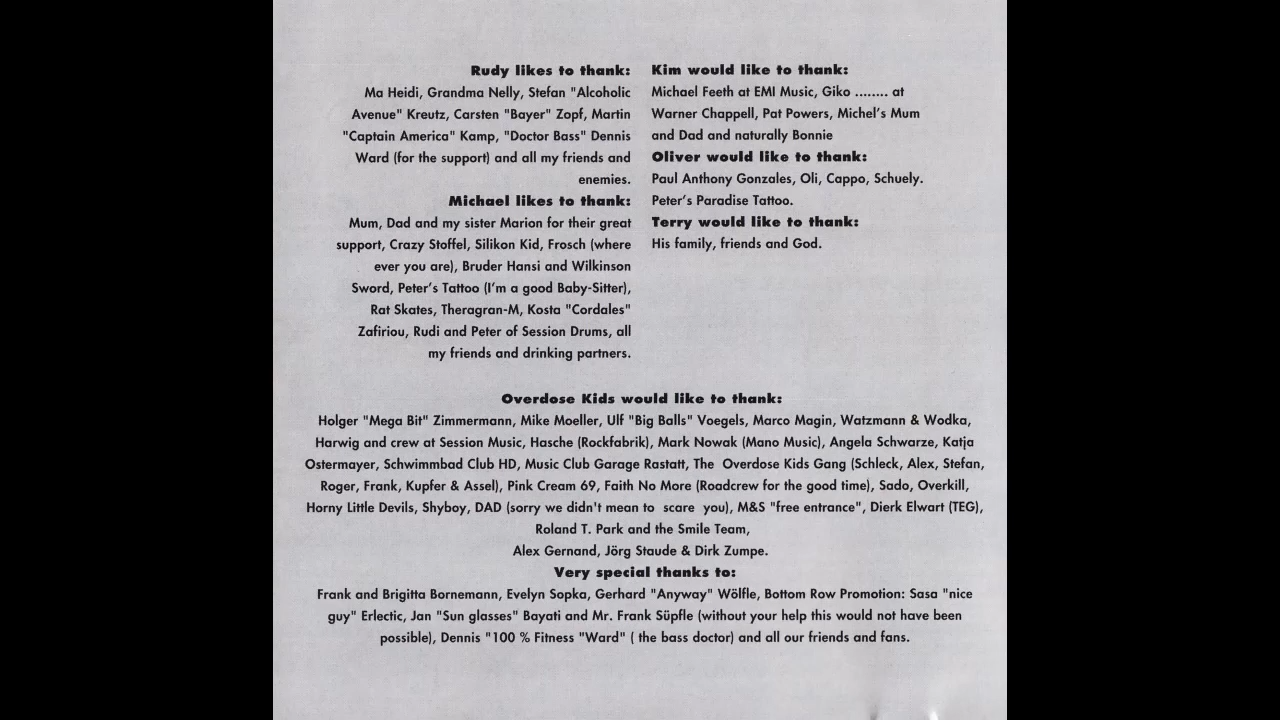 Rudy likes to thank:
Ma Heidi, Grandma Nelly, Stefan "Alcoholic
Avenue" Kreutz, Carsten "Bayer" Zopf, Martin
"Captain America" Kamp, "Doctor Bass" Dennis
Ward (for the support) and all my friends and
enemies.
Michael likes to thank:
Mum, Dad and my sister Marion for their great
support, Crazy Stoffel, Silikon Kid, Frosch (where
ever you are), Bruder Hansi and Wilkinson
Sword, Peter's Tattoo (I'm a good Baby-Sitter),
Rat Skates, Theragran-M, Kosta "Cordales"
Zafiriou, Rudi and Peter of Session Drums, all
my friends and drinking partners.
Kim would like to thank:
Michael Feeth at EMI Music, Giko ........ at
Warner Chappell, Pat Powers, Michel's Mum
and Dad and naturally Bonnie
Oliver would like to thank:
Paul Anthony Gonzales, Oli, Cappo, Schuely.
Peter's Paradise Tattoo.
Terry would like to thank:
His family, friends and God.
Overdose Kids would like to thank:
Holger "Mega Bit" Zimmermann, Mike Moeller, Ulf "Big Balls" Voegels, Marco Magin, Watzmann & Wodka,
Harwig and crew at Session Music, Hasche (Rockfabrik), Mark Nowak (Mano Music), Angela Schwarze, Katja
Ostermayer, Schwimmbad Club HD, Music Club Garage Rastatt, The  Overdose Kids Gang (Schleck, Alex, Stefan,
Roger, Frank, Kupfer & Assel), Pink Cream 69, Faith No More (Roadcrew for the good time), Sado, Overkill,
Horny Little Devils, Shyboy, DAD (sorry we didn't mean to  scare  you), M&S "free entrance", Dierk Elwart (TEG),
Roland T. Park and the Smile Team,
Alex Gernand, Jörg Staude & Dirk Zumpe.
Very special thanks to:
Frank and Brigitta Bornemann, Evelyn Sopka, Gerhard "Anyway" Wölfle, Bottom Row Promotion: Sasa "nice
guy" Erlectic, Jan "Sun glasses" Bayati and Mr. Frank Süpfle (without your help this would not have been
possible), Dennis "100 % Fitness "Ward" ( the bass doctor) and all our friends and fans.